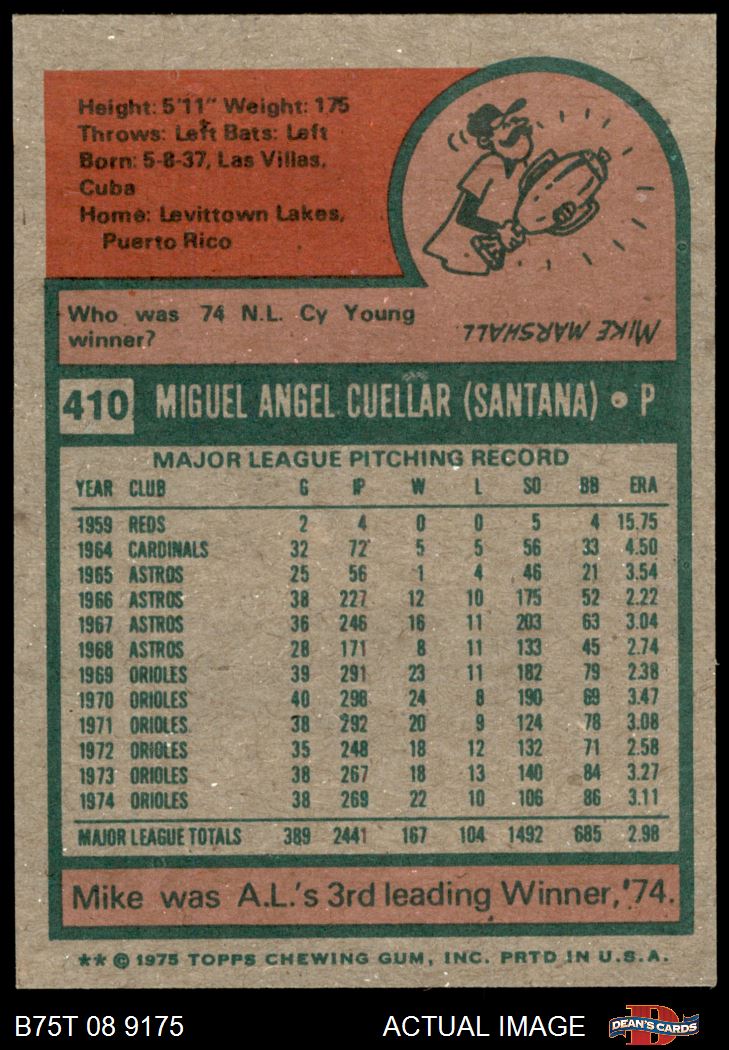 Height: 5'11" Weight: 175
Throws: Left Bats: Left
Born: 5-8-37, Las Villas,
Cuba
Home: Levittown Lakes,
Puerto Rico
Who was 74 N.L. Cy Young
winner?
MIKE MARSHALL
410 MIGUEL ANGEL CUELLAR (SANTANA) • P
MAJOR LEAGUE PITCHING RECORD
YEAR CLUB G IP W L SO BB ERA
1959 REDS 2 4 0 0 5 4 15.75
1964 CARDINALS 32 72 5 5 56 33 4.50
1965 ASTROS 25 56 1 4 46 21 3.54
1966 ASTROS 38 227 12 10 175 52 2.22
1967 ASTROS 36 246 16 11 203 63 3.04
1968 ASTROS 28 171 8 11 133 45 2.74
1969 ORIOLES 39 291 23 11 182 79 2.38
1970 ORIOLES 40 298 24 8 190 69 3.47
1971 ORIOLES 38 292 20 9 124 78 3.08
1972 ORIOLES 35 248 18 12 132 71 2.58
1973 ORIOLES 38 267 18 13 140 84 3.27
1974 ORIOLES 38 269 22 10 106 86 3.11
MAJOR LEAGUE TOTALS 389 2441 167 104 1492 685 2.98
Mike was A.L.'s 3rd leading Winner,'74.
** © 1975 TOPPS CHEWING GUM, INC. PRTD IN U.S.A.
B75T 08 9175 ACTUAL IMAGE D DEAN'S CARDS